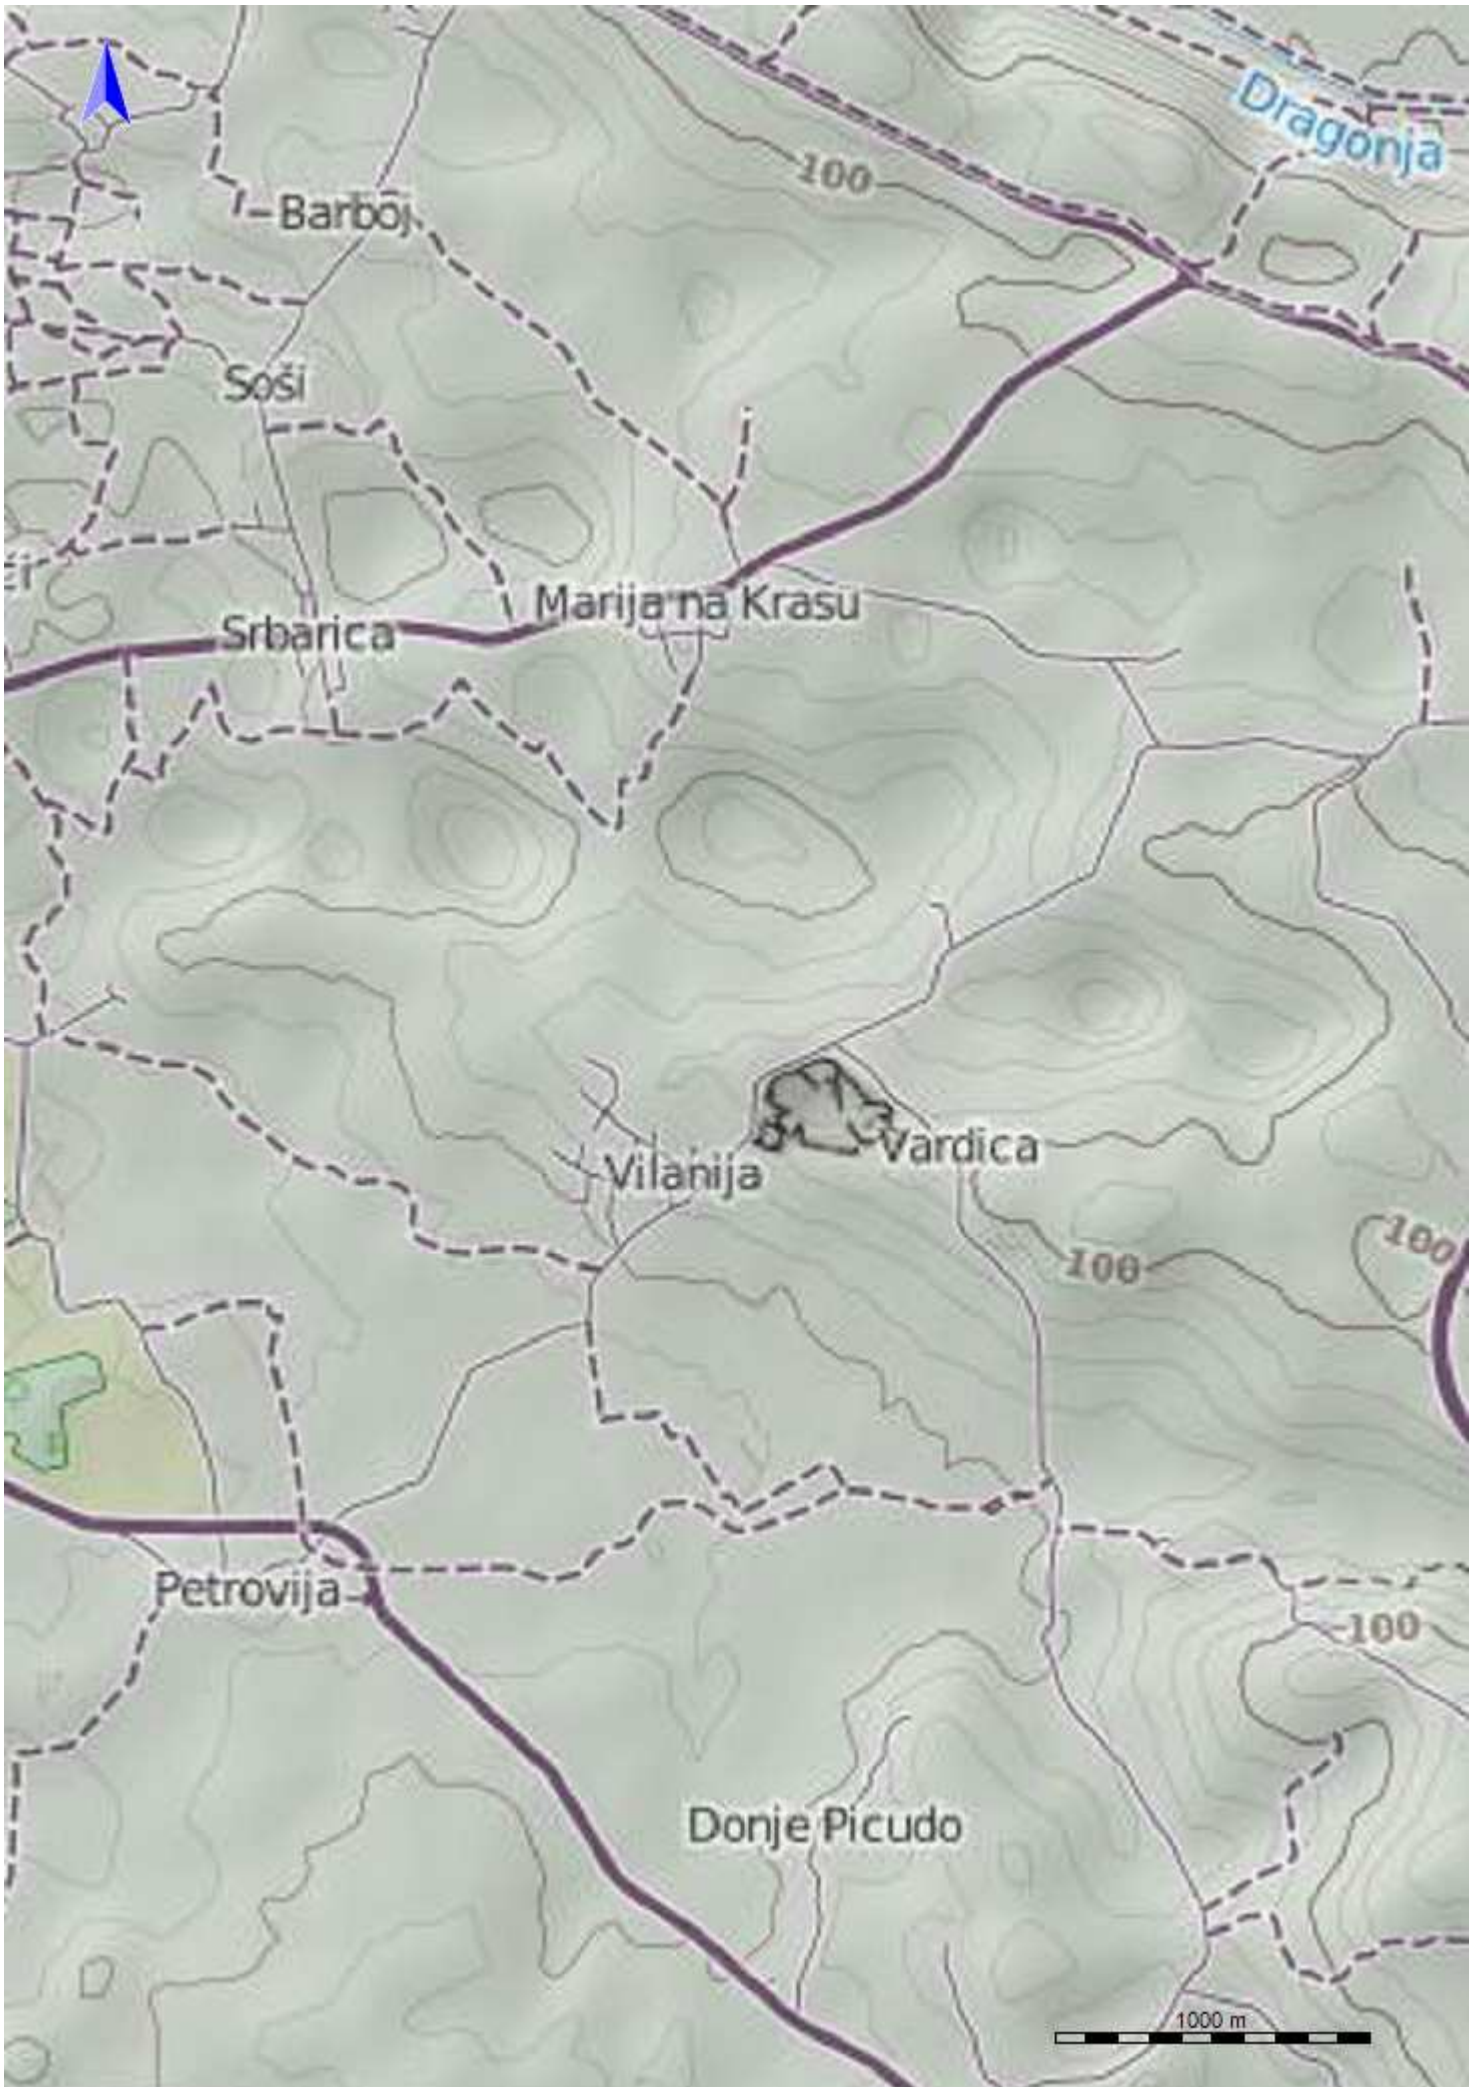 Dragonja
100
Barboj
Soši
Marija na Krasu
Srbarica
Vardica
Vilanija
100
100
Petrovija
100
Donje Picudo
1000 m